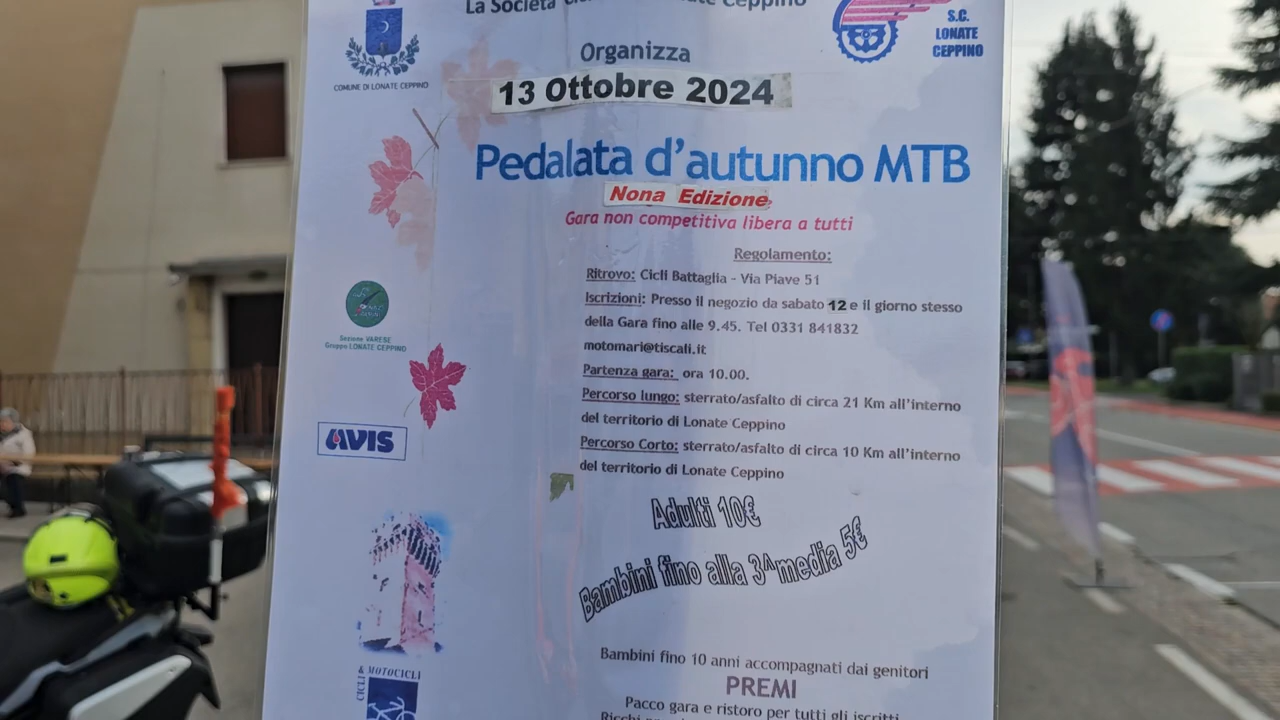 La Società Lonate Ceppino
S.C.
LONATE
CEPPINO
COMUNE DI LONATE CEPPINO
Organizza
13 Ottobre 2024
Pedalata d'autunno MTB
Nona Edizione
Gara non competitiva libera a tutti
Regolamento:
Ritrovo: Cicli Battaglia - Via Piave 51
Iscrizioni: Presso il negozio da sabato 12 e il giorno stesso
della Gara fino alle 9.45. Tel 0331 841832
motomari@tiscali.it
Partenza gara: ora 10.00.
Percorso lungo: sterrato/asfalto di circa 21 Km all'interno
del territorio di Lonate Ceppino
Percorso Corto: sterrato/asfalto di circa 10 Km all'interno
del territorio di Lonate Ceppino
Sezione VARESE
Gruppo LONATE CEPPINO
AVIS
Adulti 10€
Bambini fino alla 3^media 5€
CICLI & MOTOCICLI
Bambini fino 10 anni accompagnati dai genitori
PREMI
Pacco gara e ristoro per tutti gli iscritti